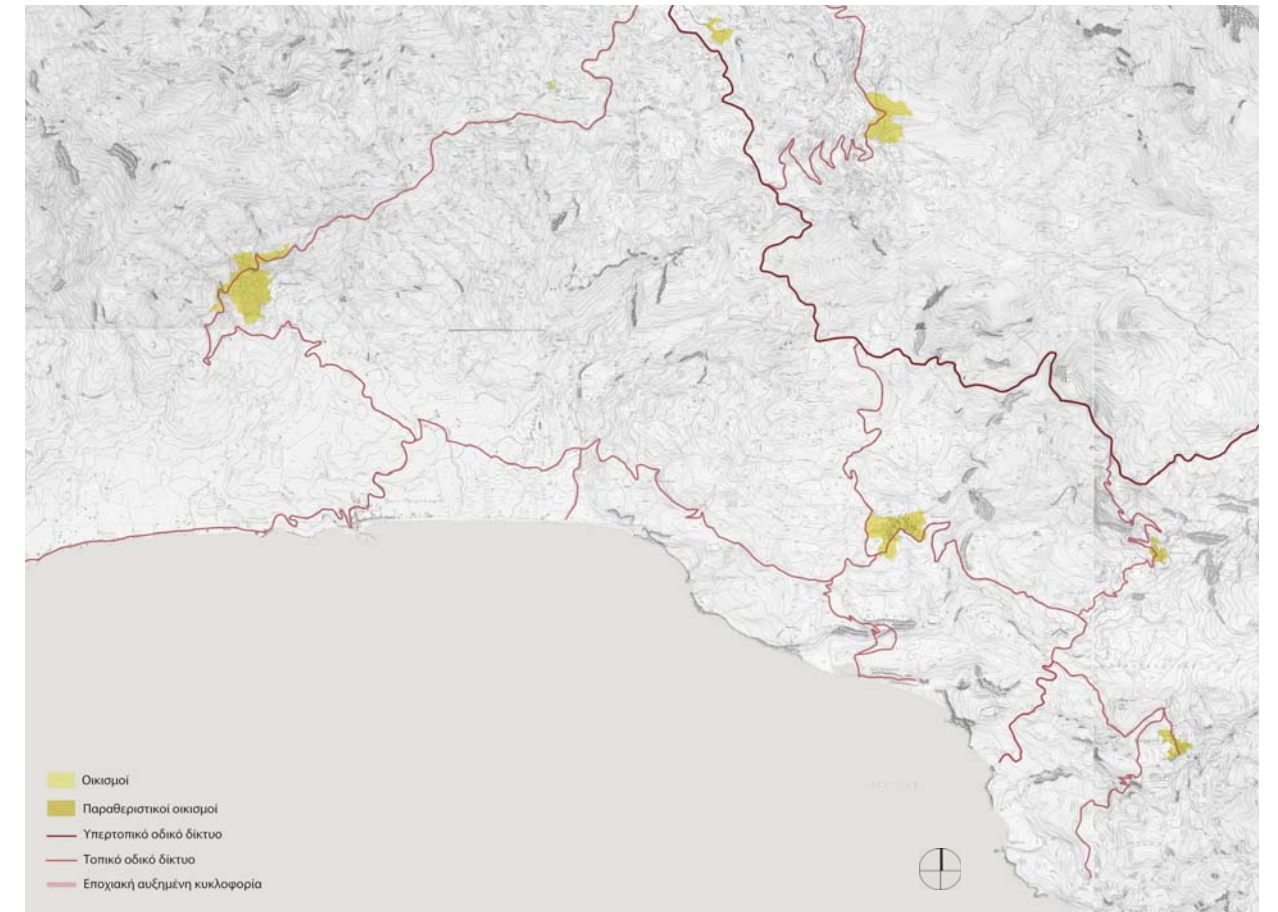 Οικισμοί
Παραθεριστικοί οικισμοί
Υπερτοπικό οδικό δίκτυο
Τοπικό οδικό δίκτυο
Εποχιακή αυξημένη κυκλοφορία